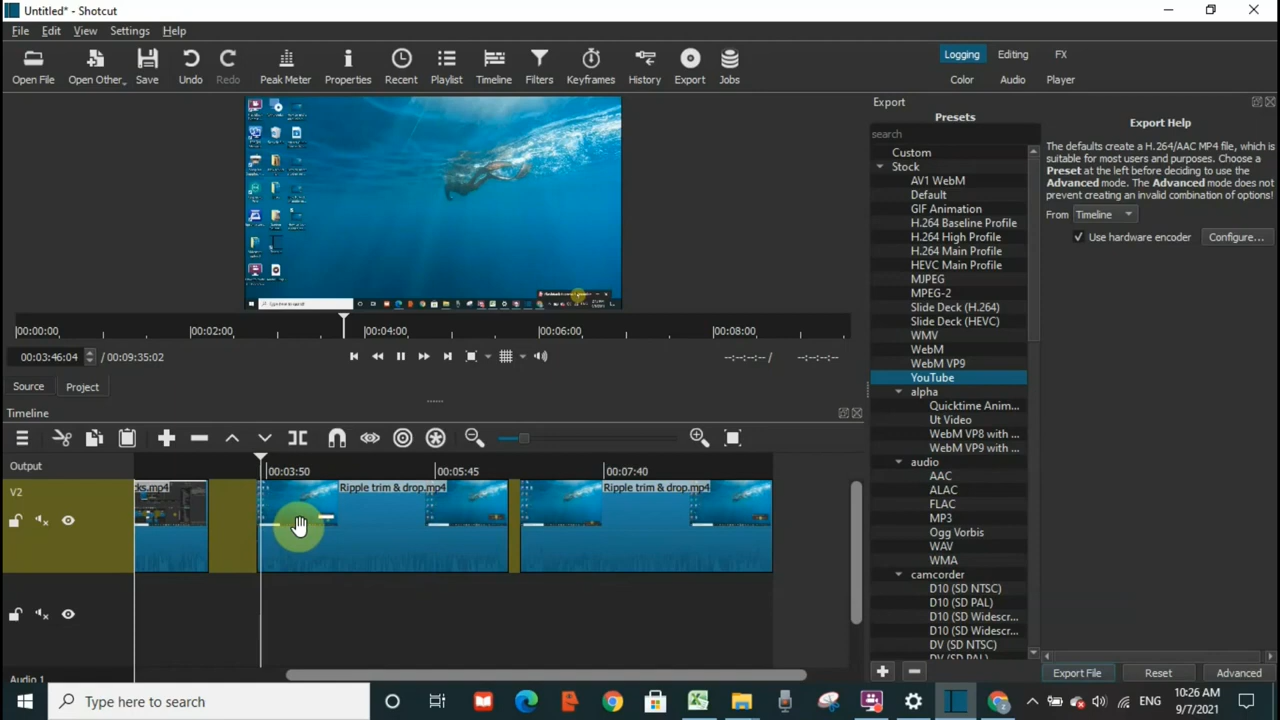 Untitled* - Shotcut
File Edit View Settings Help
Open File Open Other... Save Undo Redo Peak Meter Properties Recent Playlist Timeline Filters Keyframes History Export Jobs
Logging Editing FX
Color Audio Player
Export
Presets
search
Custom
Stock
AV1 WebM
Default
GIF Animation
H.264 Baseline Profile
H.264 High Profile
H.264 Main Profile
HEVC Main Profile
MJPEG
MPEG-2
Slide Deck (H.264)
Slide Deck (HEVC)
WMV
WebM
WebM VP9
YouTube
alpha
Quicktime Anim...
Ut Video
WebM VP8 with ...
WebM VP9 with ...
audio
AAC
ALAC
FLAC
MP3
Ogg Vorbis
WAV
WMA
camcorder
D10 (SD NTSC)
D10 (SD PAL)
D10 (SD Widescr...
D10 (SD Widescr...
DV (SD NTSC)
DV (SD PAL)
Export Help
The defaults create a H.264/AAC MP4 file, which is
suitable for most users and purposes. Choose a
Preset at the left before deciding to use the
Advanced mode. The Advanced mode does not
prevent creating an invalid combination of options!
From Timeline
Use hardware encoder Configure...
Export File Reset Advanced
Type here to search
00:00:00 00:02:00 00:04:00 00:06:00 00:08:00
00:03:46:04 / 00:09:35:02 --:--:--:-- / --:--:--:--
Source Project
Timeline
Output 00:03:50 00:05:45 00:07:40
V2 ks.mp4 Ripple trim & drop.mp4 Ripple trim & drop.mp4
Audio 1
Type here to search
ENG
10:26 AM
9/7/2021